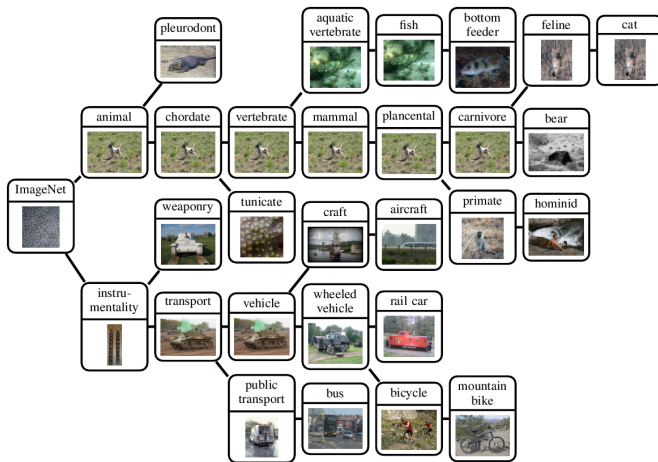 aquatic
vertebrate
fish
bottom
feeder
feline
cat
pleurodont
animal
chordate
vertebrate
mammal
plancental
carnivore
bear
ImageNet
weaponry
tunicate
craft
aircraft
primate
hominid
instru-
mentality
transport
vehicle
wheeled
vehicle
rail car
public
transport
bus
bicycle
mountain
bike